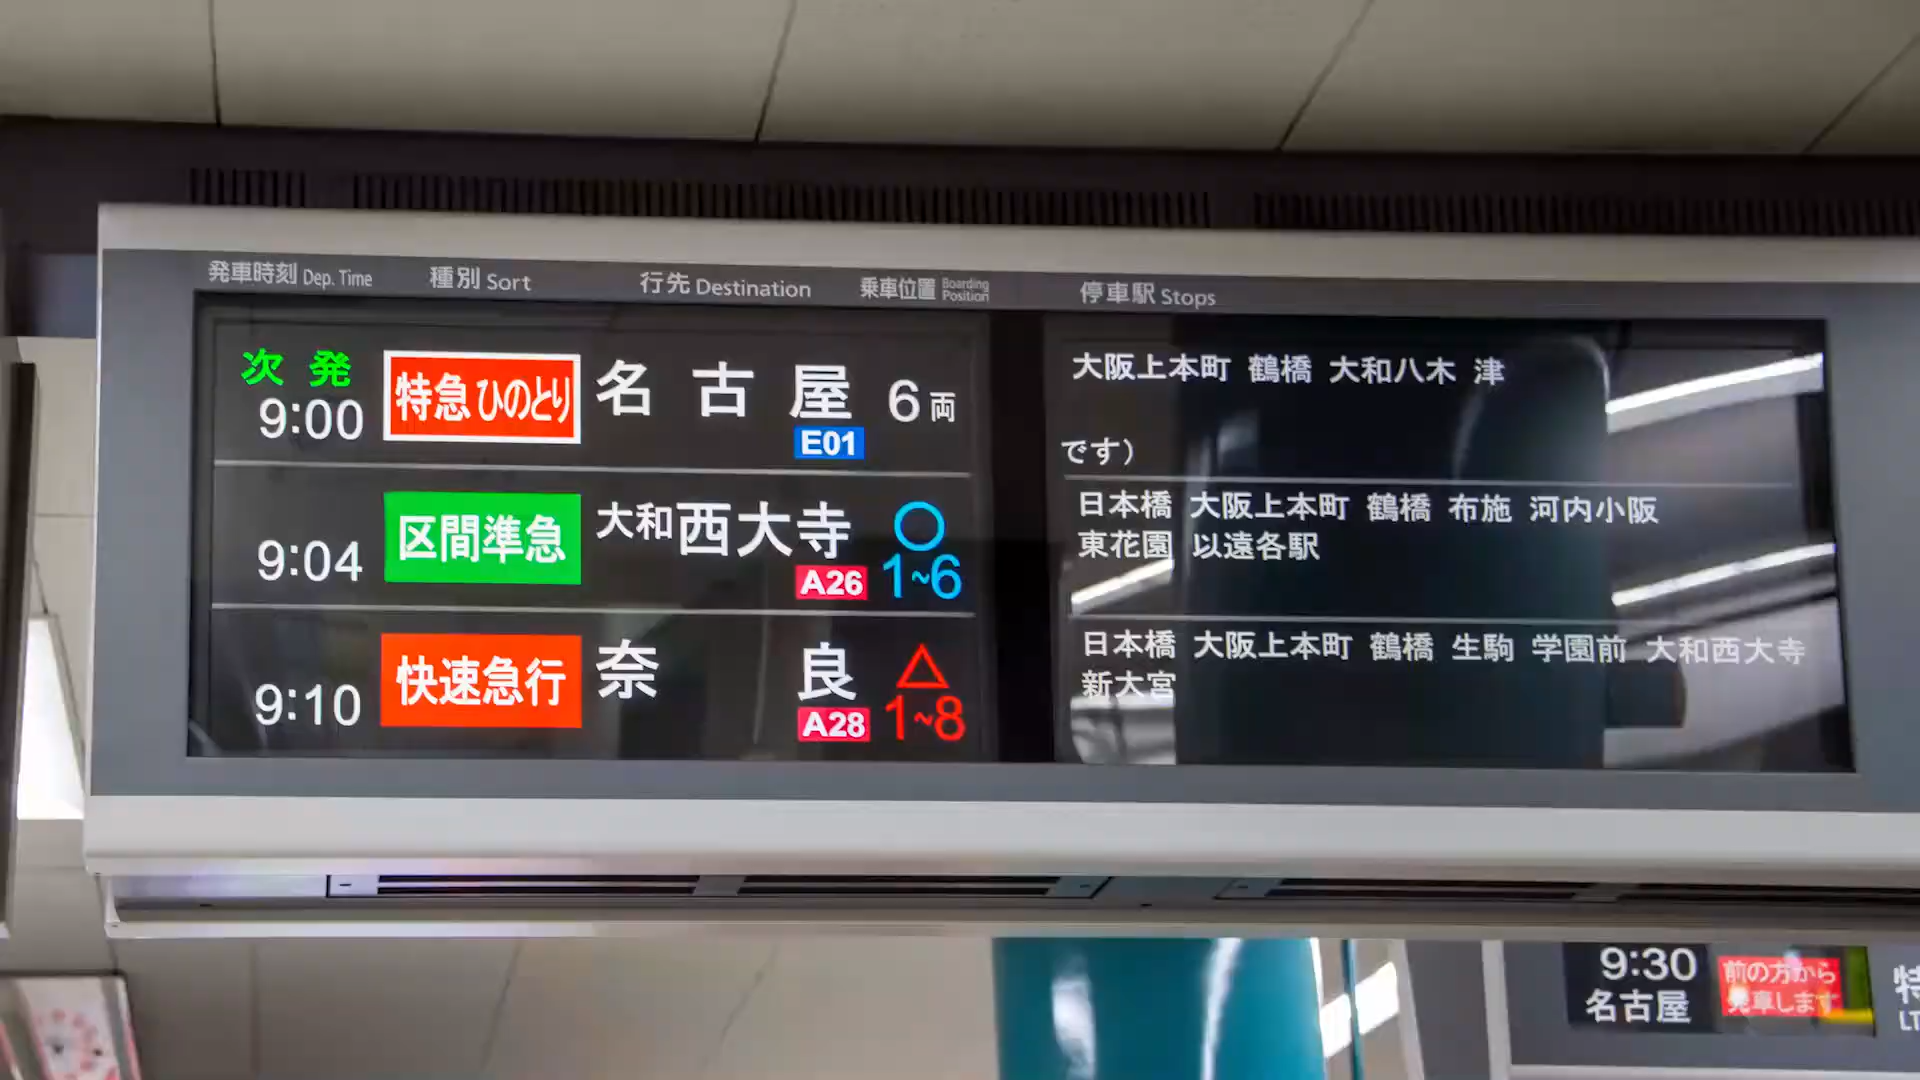 発車時刻 Dep. Time 種別 Sort 行先 Destination 乗車位置 Boarding Position 停車駅 Stops
次発
9:00 特急ひのとり 名古屋 6両
E01
大阪上本町 鶴橋 大和八木 津
です）
9:04 区間準急 大和西大寺 ○
A26 1~6
日本橋 大阪上本町 鶴橋 布施 河内小阪
東花園 以遠各駅
9:10 快速急行 奈良 △
A28 1~8
日本橋 大阪上本町 鶴橋 生駒 学園前 大和西大寺
新大宮
9:30
名古屋
前の方から
発車します
特
LT